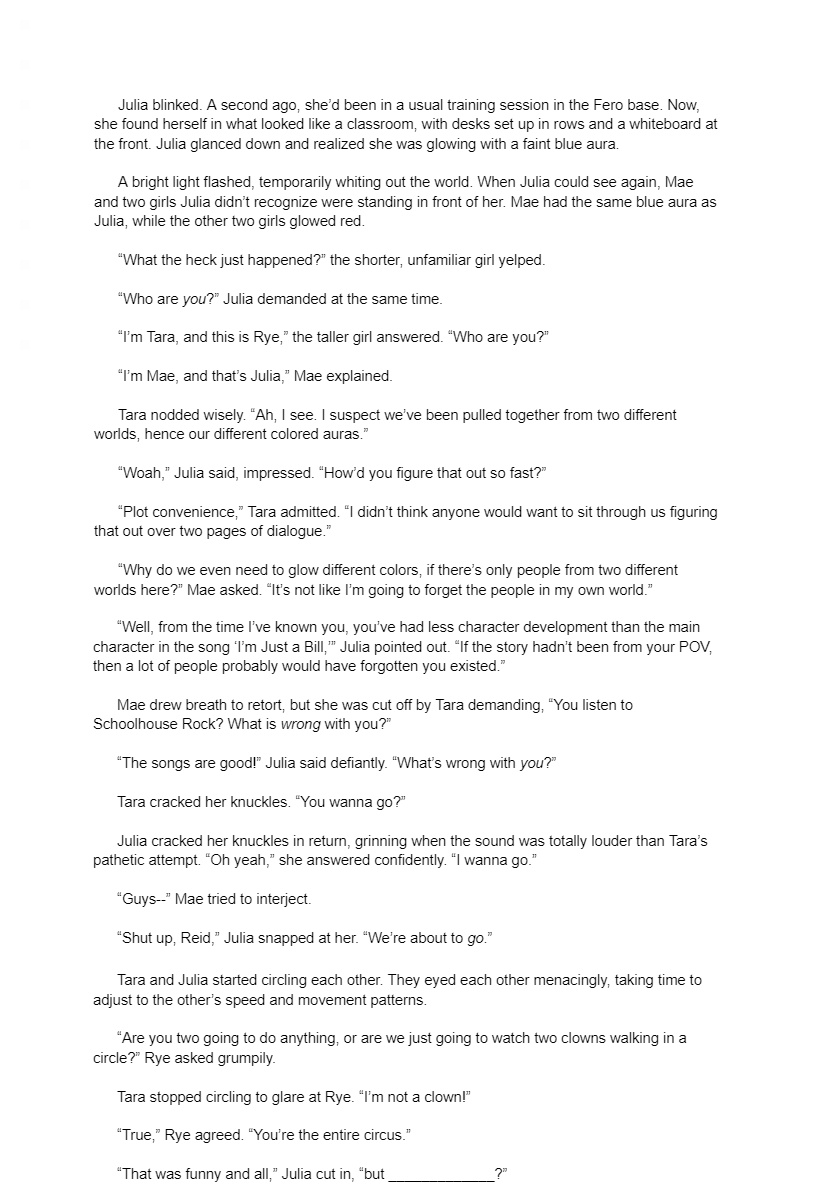 Julia blinked. A second ago, she’d been in a usual training session in the Fero base. Now,
she found herself in what looked like a classroom, with desks set up in rows and a whiteboard at
the front. Julia glanced down and realized she was glowing with a faint blue aura.
A bright light flashed, temporarily whiting out the world. When Julia could see again, Mae
and two girls Julia didn’t recognize were standing in front of her. Mae had the same blue aura as
Julia, while the other two girls glowed red.
“What the heck just happened?” the shorter, unfamiliar girl yelped.
“Who are you?” Julia demanded at the same time.
“I’m Tara, and this is Rye,” the taller girl answered. “Who are you?”
“I’m Mae, and that’s Julia,” Mae explained.
Tara nodded wisely. “Ah, I see. I suspect we’ve been pulled together from two different
worlds, hence our different colored auras.”
“Woah,” Julia said, impressed. “How’d you figure that out so fast?”
“Plot convenience,” Tara admitted. “I didn’t think anyone would want to sit through us figuring
that out over two pages of dialogue.”
“Why do we even need to glow different colors, if there’s only people from two different
worlds here?” Mae asked. “It’s not like I’m going to forget the people in my own world.”
“Well, from the time I’ve known you, you’ve had less character development than the main
character in the song ‘I’m Just a Bill,’” Julia pointed out. “If the story hadn’t been from your POV,
then a lot of people probably would have forgotten you existed.”
Mae drew breath to retort, but she was cut off by Tara demanding, “You listen to
Schoolhouse Rock? What is wrong with you?”
“The songs are good!” Julia said defiantly. “What’s wrong with you?”
Tara cracked her knuckles. “You wanna go?”
Julia cracked her knuckles in return, grinning when the sound was totally louder than Tara’s
pathetic attempt. “Oh yeah,” she answered confidently. “I wanna go.”
“Guys--” Mae tried to interject.
“Shut up, Reid,” Julia snapped at her. “We’re about to go.”
Tara and Julia started circling each other. They eyed each other menacingly, taking time to
adjust to the other’s speed and movement patterns.
“Are you two going to do anything, or are we just going to watch two clowns walking in a
circle?” Rye asked grumpily.
Tara stopped circling to glare at Rye. “I’m not a clown!”
“True,” Rye agreed. “You’re the entire circus.”
“That was funny and all,” Julia cut in, “but _____________?”